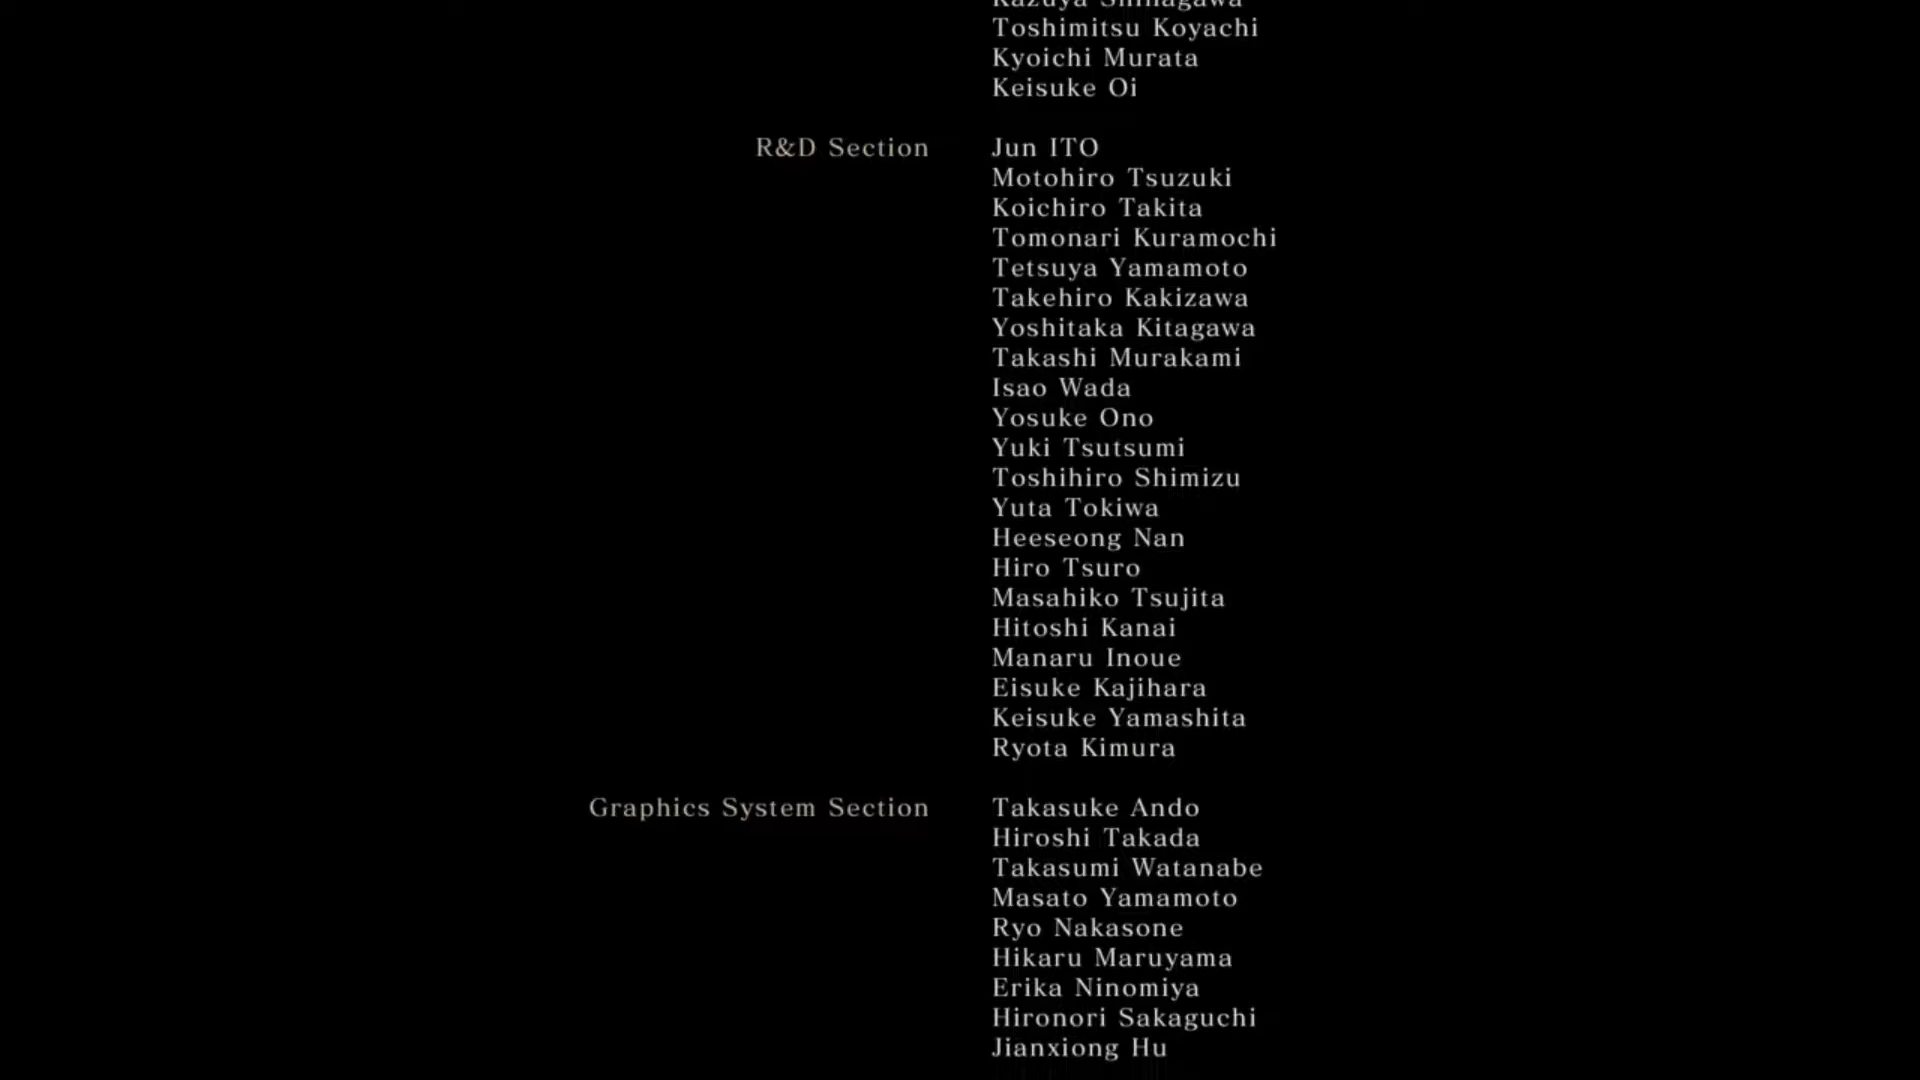 Kazuya Shinagawa
Toshimitsu Koyachi
Kyoichi Murata
Keisuke Oi
R&D Section Jun ITO
Motohiro Tsuzuki
Koichiro Takita
Tomonari Kuramochi
Tetsuya Yamamoto
Takehiro Kakizawa
Yoshitaka Kitagawa
Takashi Murakami
Isao Wada
Yosuke Ono
Yuki Tsutsumi
Toshihiro Shimizu
Yuta Tokiwa
Heeseong Nan
Hiro Tsuro
Masahiko Tsujita
Hitoshi Kanai
Manaru Inoue
Eisuke Kajihara
Keisuke Yamashita
Ryota Kimura
Graphics System Section Takasuke Ando
Hiroshi Takada
Takasumi Watanabe
Masato Yamamoto
Ryo Nakasone
Hikaru Maruyama
Erika Ninomiya
Hironori Sakaguchi
Jianxiong Hu